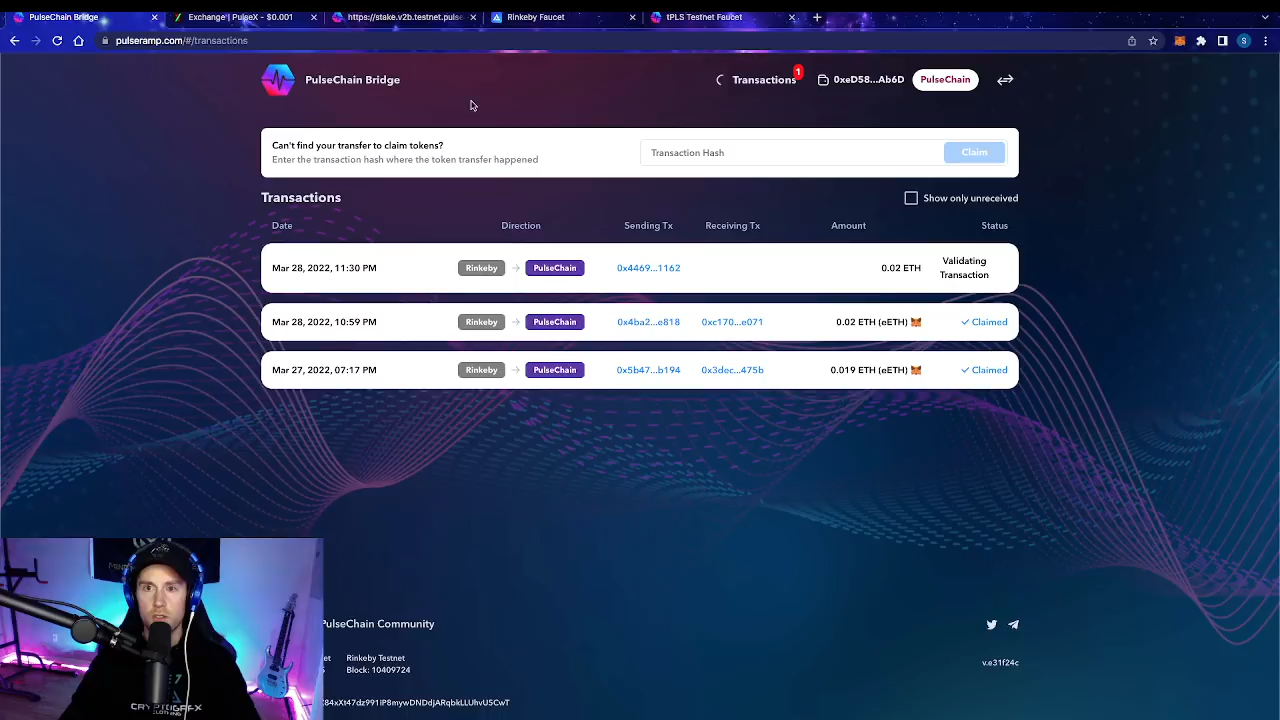 PulseChain Bridge
Exchange | PulseX - $0.001
https://stake.v2b.testnet.pulse
Rinkeby Faucet
tPLS Testnet Faucet
pulseramp.com/#/transactions
S
PulseChain Bridge
Transactions
1
0xeD58...Ab6D
PulseChain
Can't find your transfer to claim tokens?
Enter the transaction hash where the token transfer happened
Transaction Hash
Claim
Transactions
Show only unreceived
Date Direction Sending Tx Receiving Tx Amount Status
Mar 28, 2022, 11:30 PM Rinkeby PulseChain 0x4469...1162 0.02 ETH Validating
Transaction
Mar 28, 2022, 10:59 PM Rinkeby PulseChain 0x4ba2...e818 0xc170...e071 0.02 ETH (eETH) Claimed
Mar 27, 2022, 07:17 PM Rinkeby PulseChain 0x5b47...b194 0x3dec...475b 0.019 ETH (eETH) Claimed
PulseChain Community
Rinkeby Testnet
Block: 10409724
v.e31f24c